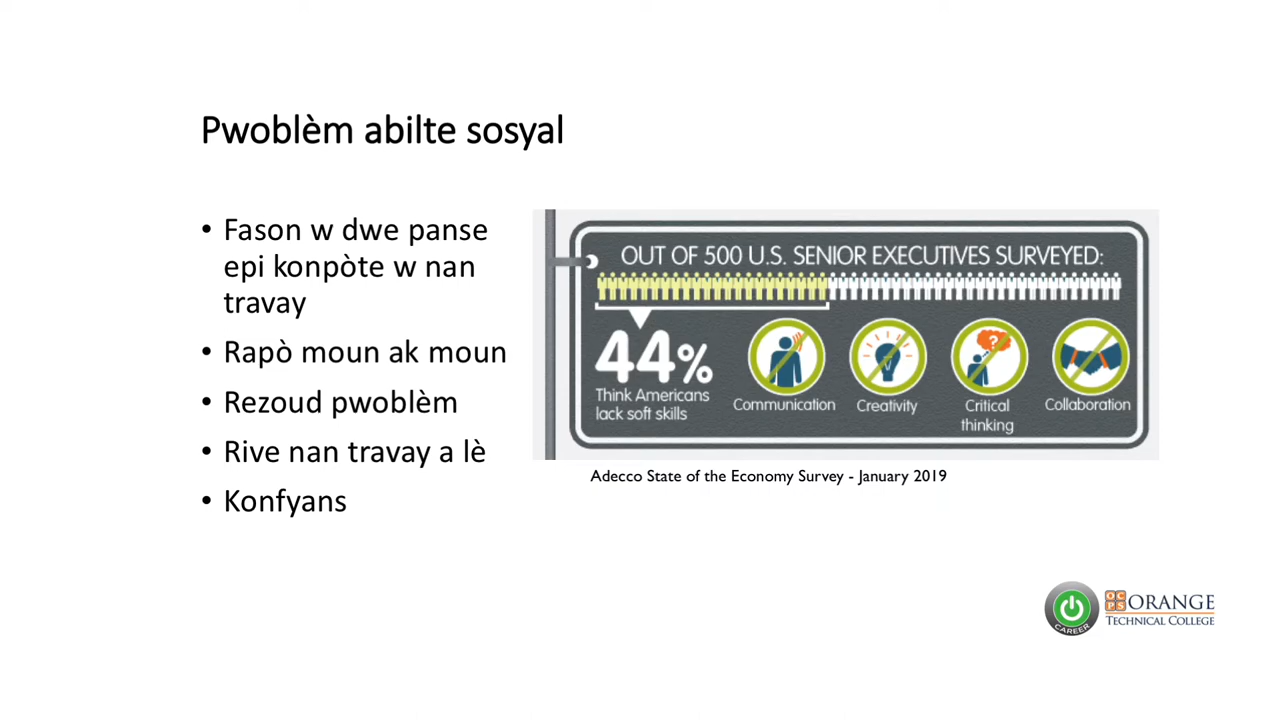 Pwoblèm abilte sosyal
• Fason w dwe panse
epi konpòte w nan
travay
• Rapò moun ak moun
• Rezoud pwoblèm
• Rive nan travay a lè
• Konfyans
OUT OF 500 U.S. SENIOR EXECUTIVES SURVEYED:
44%
Think Americans
lack soft skills
Communication
Creativity
Critical
thinking
Collaboration
Adecco State of the Economy Survey - January 2019
CAREER
OCPS
ORANGE
TECHNICAL COLLEGE